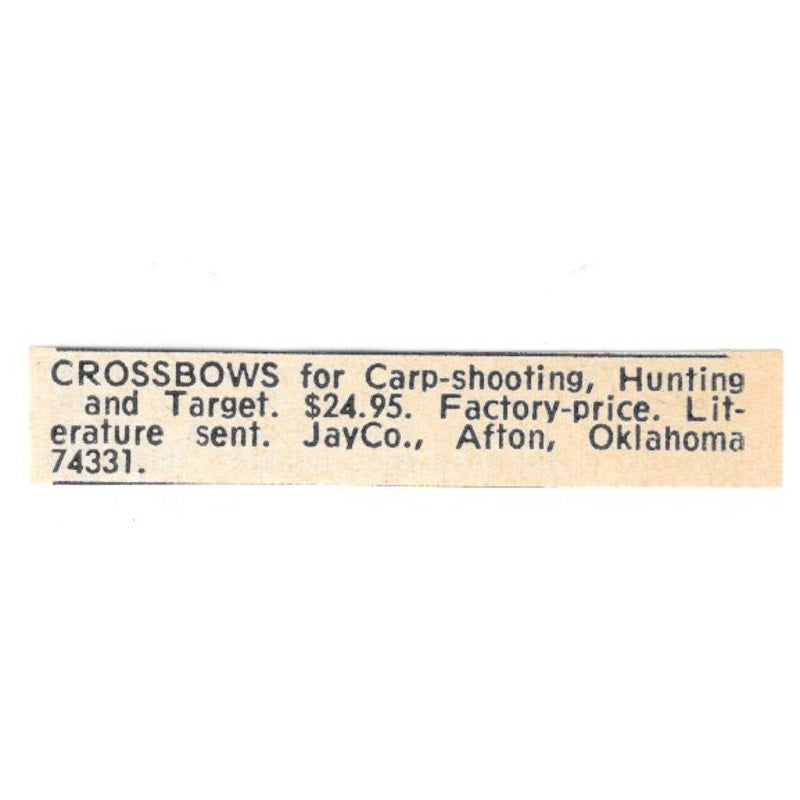 CROSSBOWS for Carp-shooting, Hunting
and Target. $24.95. Factory-price. Lit-
erature sent. JayCo., Afton, Oklahoma
74331.